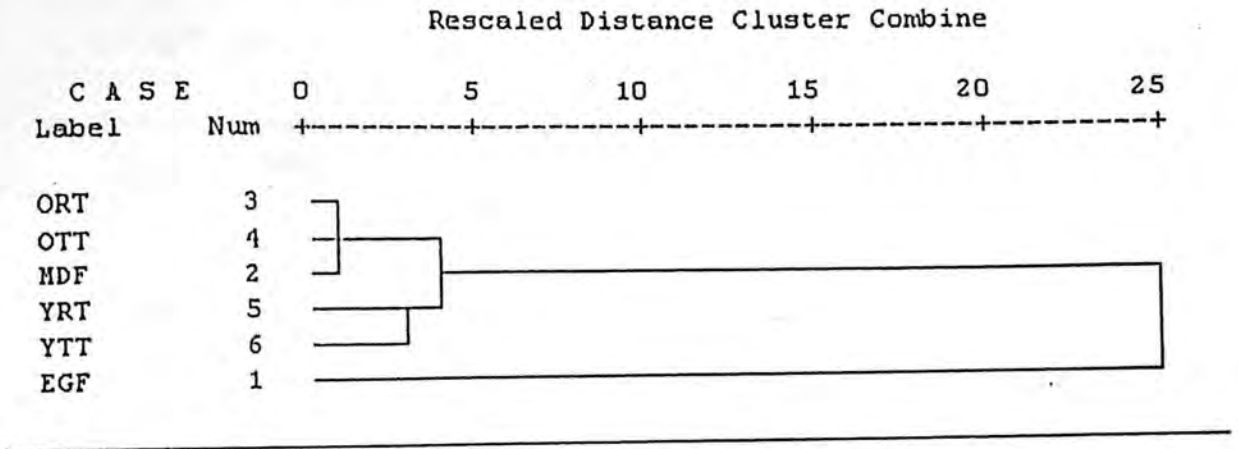 Rescaled Distance Cluster Combine
C A S E 0 5 10 15 20 25
Label Num +---------+---------+---------+---------+---------+
ORT 3
OTT 4
MDF 2
YRT 5
YTT 6
EGF 1